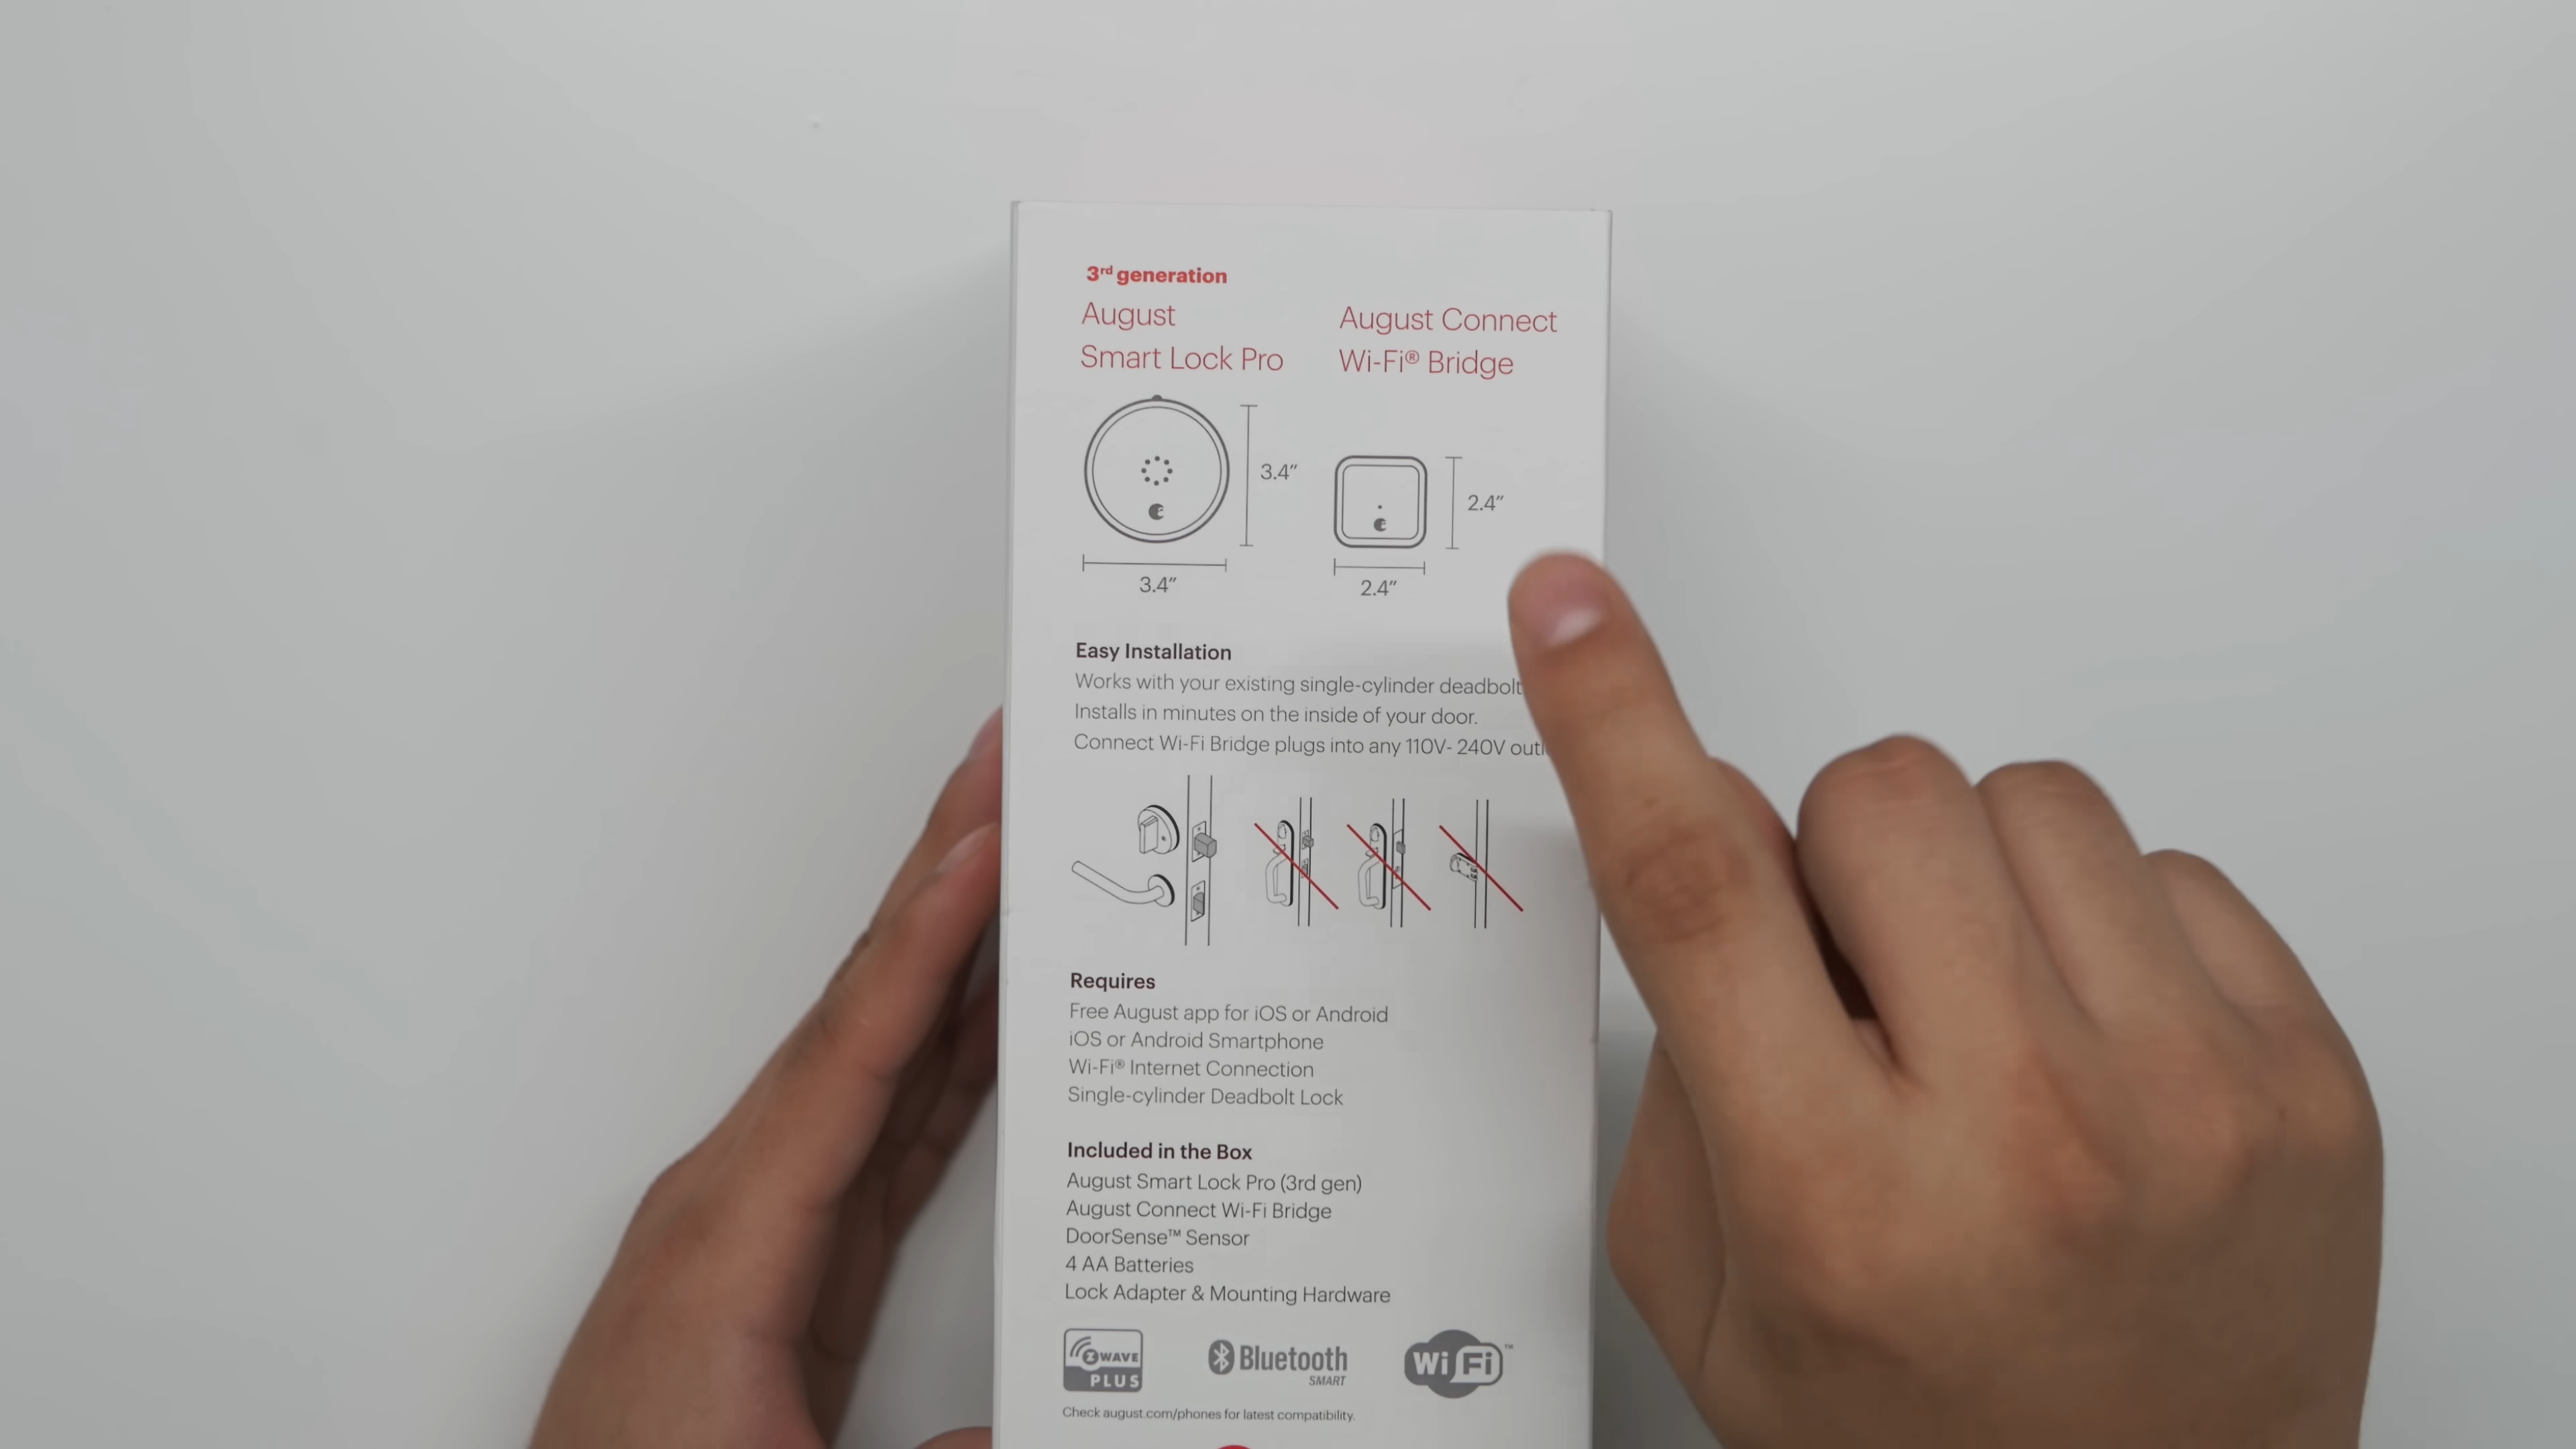 3rd generation
August
Smart Lock Pro
August Connect
Wi-Fi® Bridge
3.4"
3.4"
2.4"
2.4"
Easy Installation
Works with your existing single-cylinder deadbolt
Installs in minutes on the inside of your door.
Connect Wi-Fi Bridge plugs into any 110V- 240V
Requires
Free August app for iOS or Android
iOS or Android Smartphone
Wi-Fi® Internet Connection
Single-cylinder Deadbolt Lock
Included in the Box
August Smart Lock Pro (3rd gen)
August Connect Wi-Fi Bridge
DoorSense™ Sensor
4 AA Batteries
Lock Adapter & Mounting Hardware
Z WAVE
PLUS
Bluetooth
SMART
Wi Fi™
Check august.com/phones for latest compatibility.